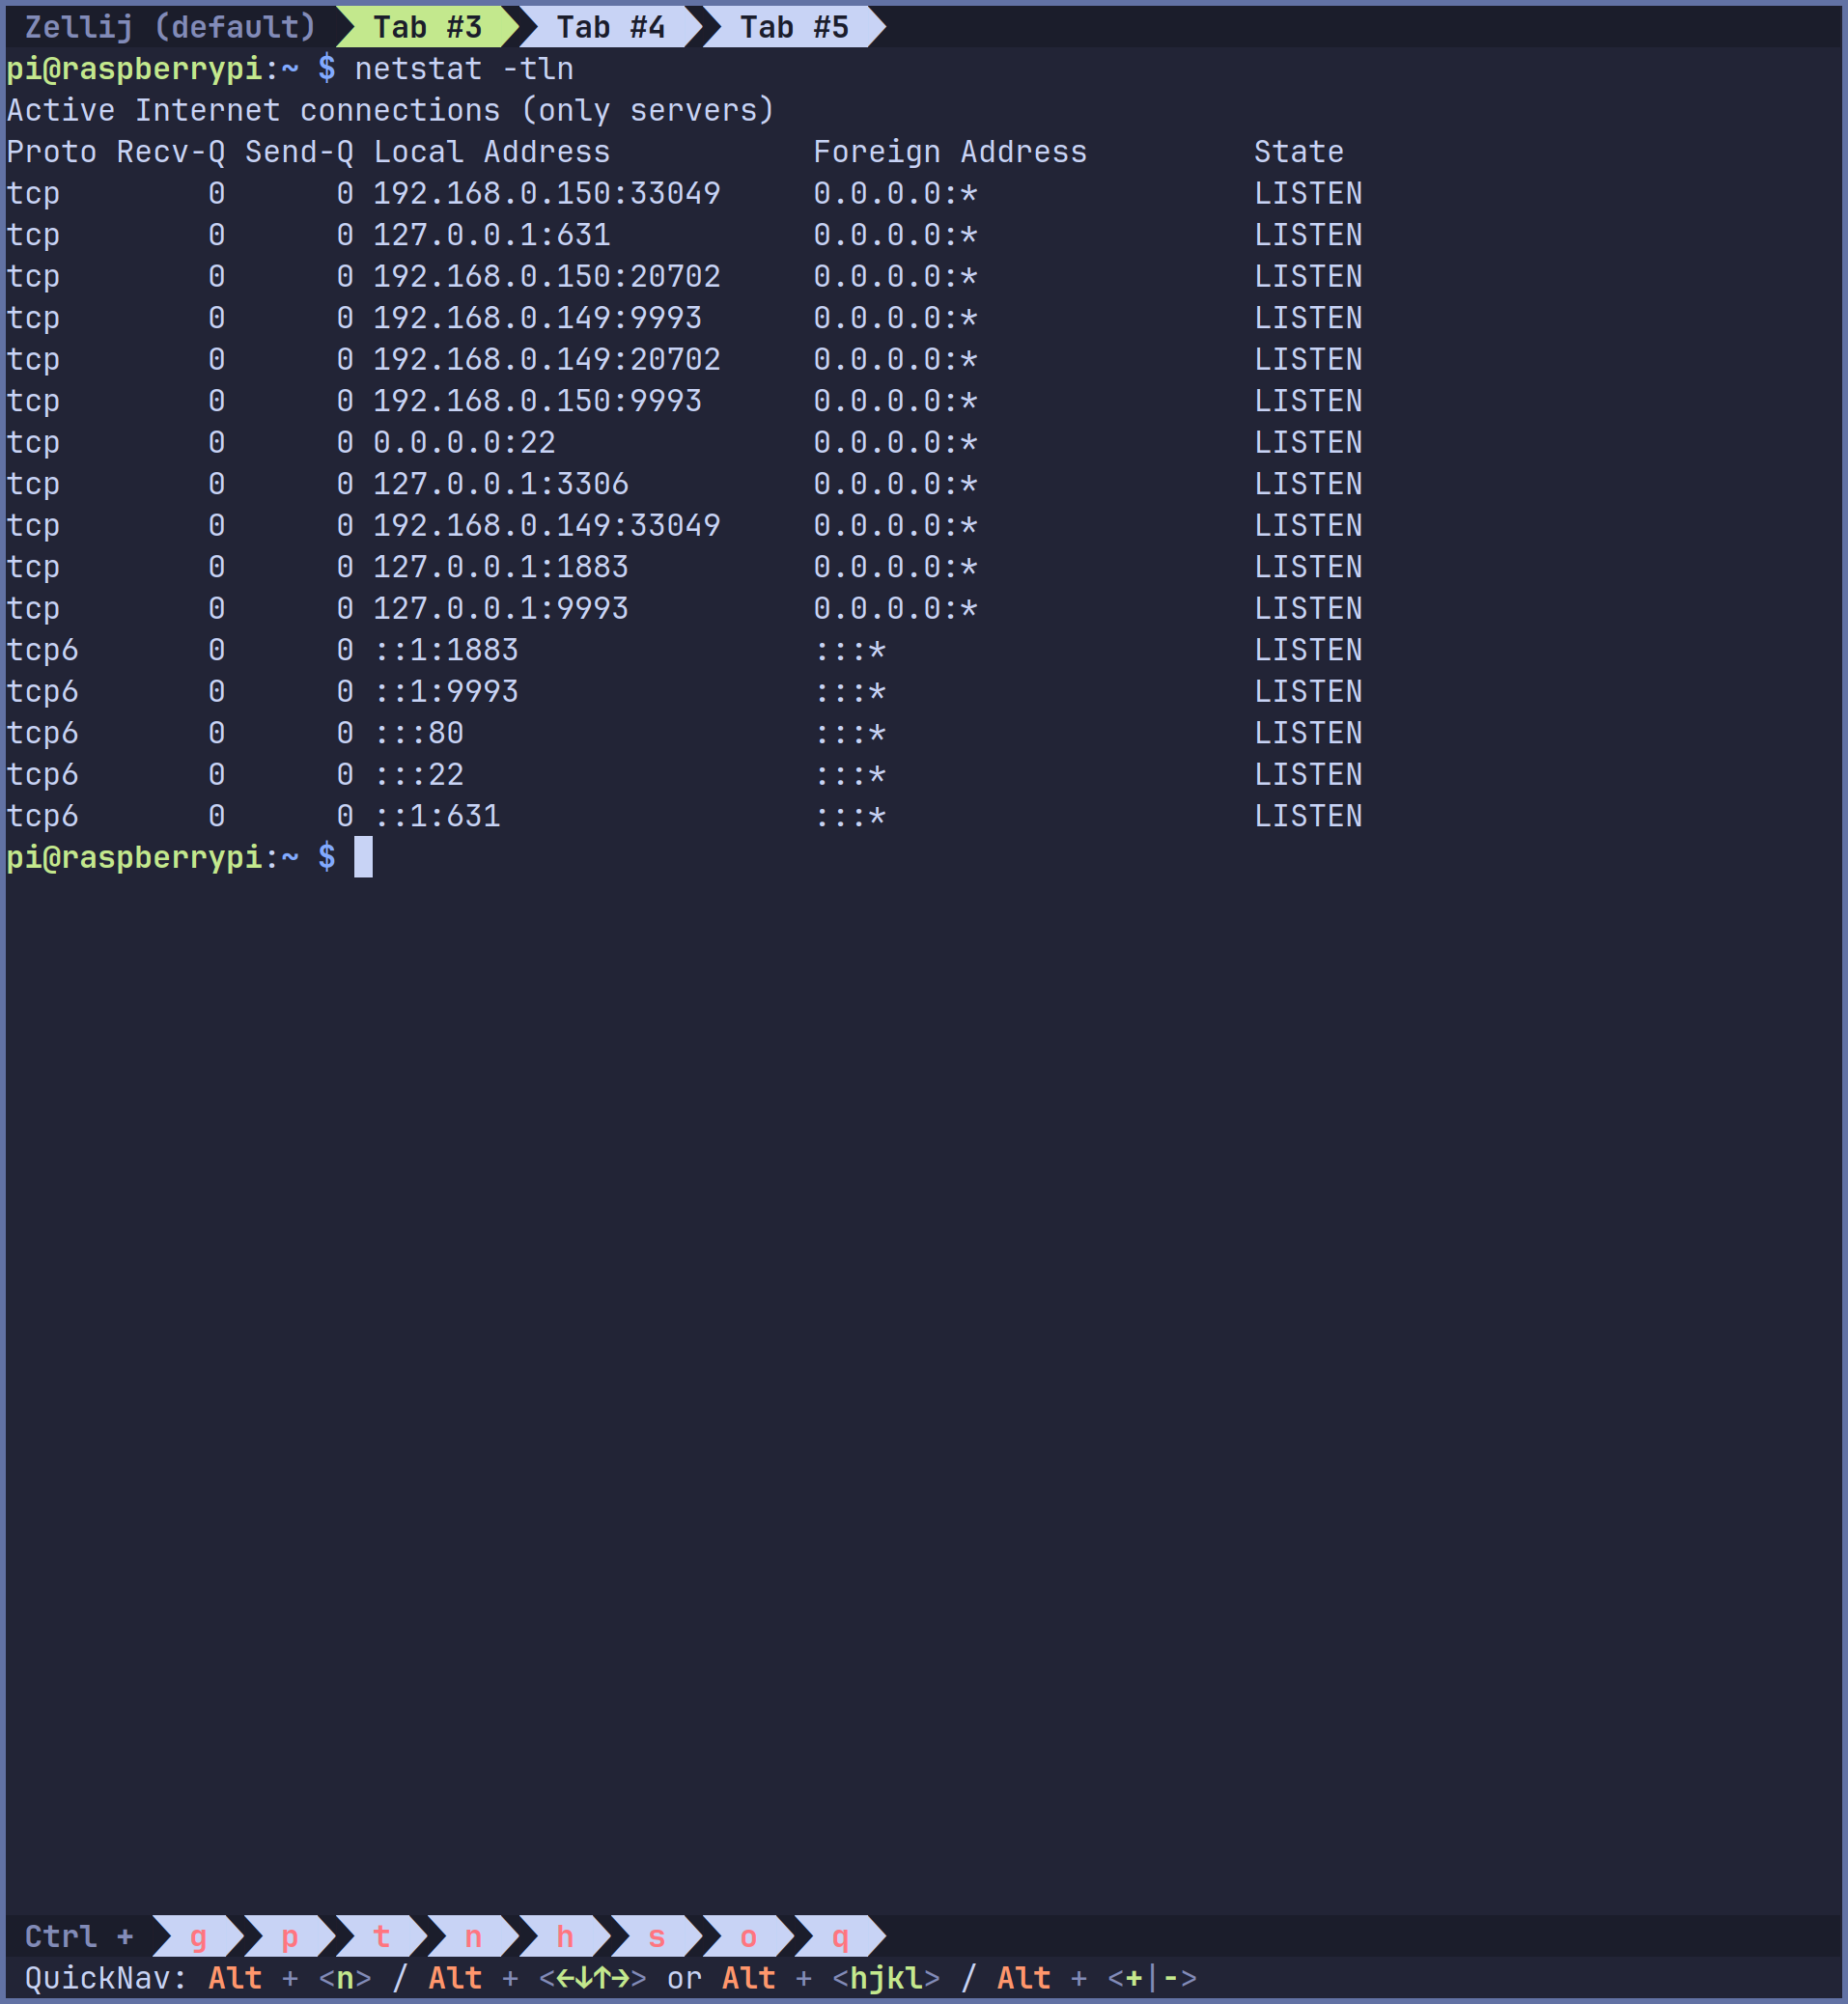 Zellij (default) Tab #3 Tab #4 Tab #5
pi@raspberrypi:~ $ netstat -tln
Active Internet connections (only servers)
Proto Recv-Q Send-Q Local Address           Foreign Address         State
tcp        0      0 192.168.0.150:33049     0.0.0.0:*               LISTEN
tcp        0      0 127.0.0.1:631           0.0.0.0:*               LISTEN
tcp        0      0 192.168.0.150:20702     0.0.0.0:*               LISTEN
tcp        0      0 192.168.0.149:9993      0.0.0.0:*               LISTEN
tcp        0      0 192.168.0.149:20702     0.0.0.0:*               LISTEN
tcp        0      0 192.168.0.150:9993      0.0.0.0:*               LISTEN
tcp        0      0 0.0.0.0:22              0.0.0.0:*               LISTEN
tcp        0      0 127.0.0.1:3306          0.0.0.0:*               LISTEN
tcp        0      0 192.168.0.149:33049     0.0.0.0:*               LISTEN
tcp        0      0 127.0.0.1:1883          0.0.0.0:*               LISTEN
tcp        0      0 127.0.0.1:9993          0.0.0.0:*               LISTEN
tcp6       0      0 ::1:1883                :::*                    LISTEN
tcp6       0      0 ::1:9993                :::*                    LISTEN
tcp6       0      0 :::80                   :::*                    LISTEN
tcp6       0      0 :::22                   :::*                    LISTEN
tcp6       0      0 ::1:631                 :::*                    LISTEN
pi@raspberrypi:~ $
Ctrl + g p t n h s o q
QuickNav: Alt + <n> / Alt + <←↓↑→> or Alt + <hjkl> / Alt + <+|->